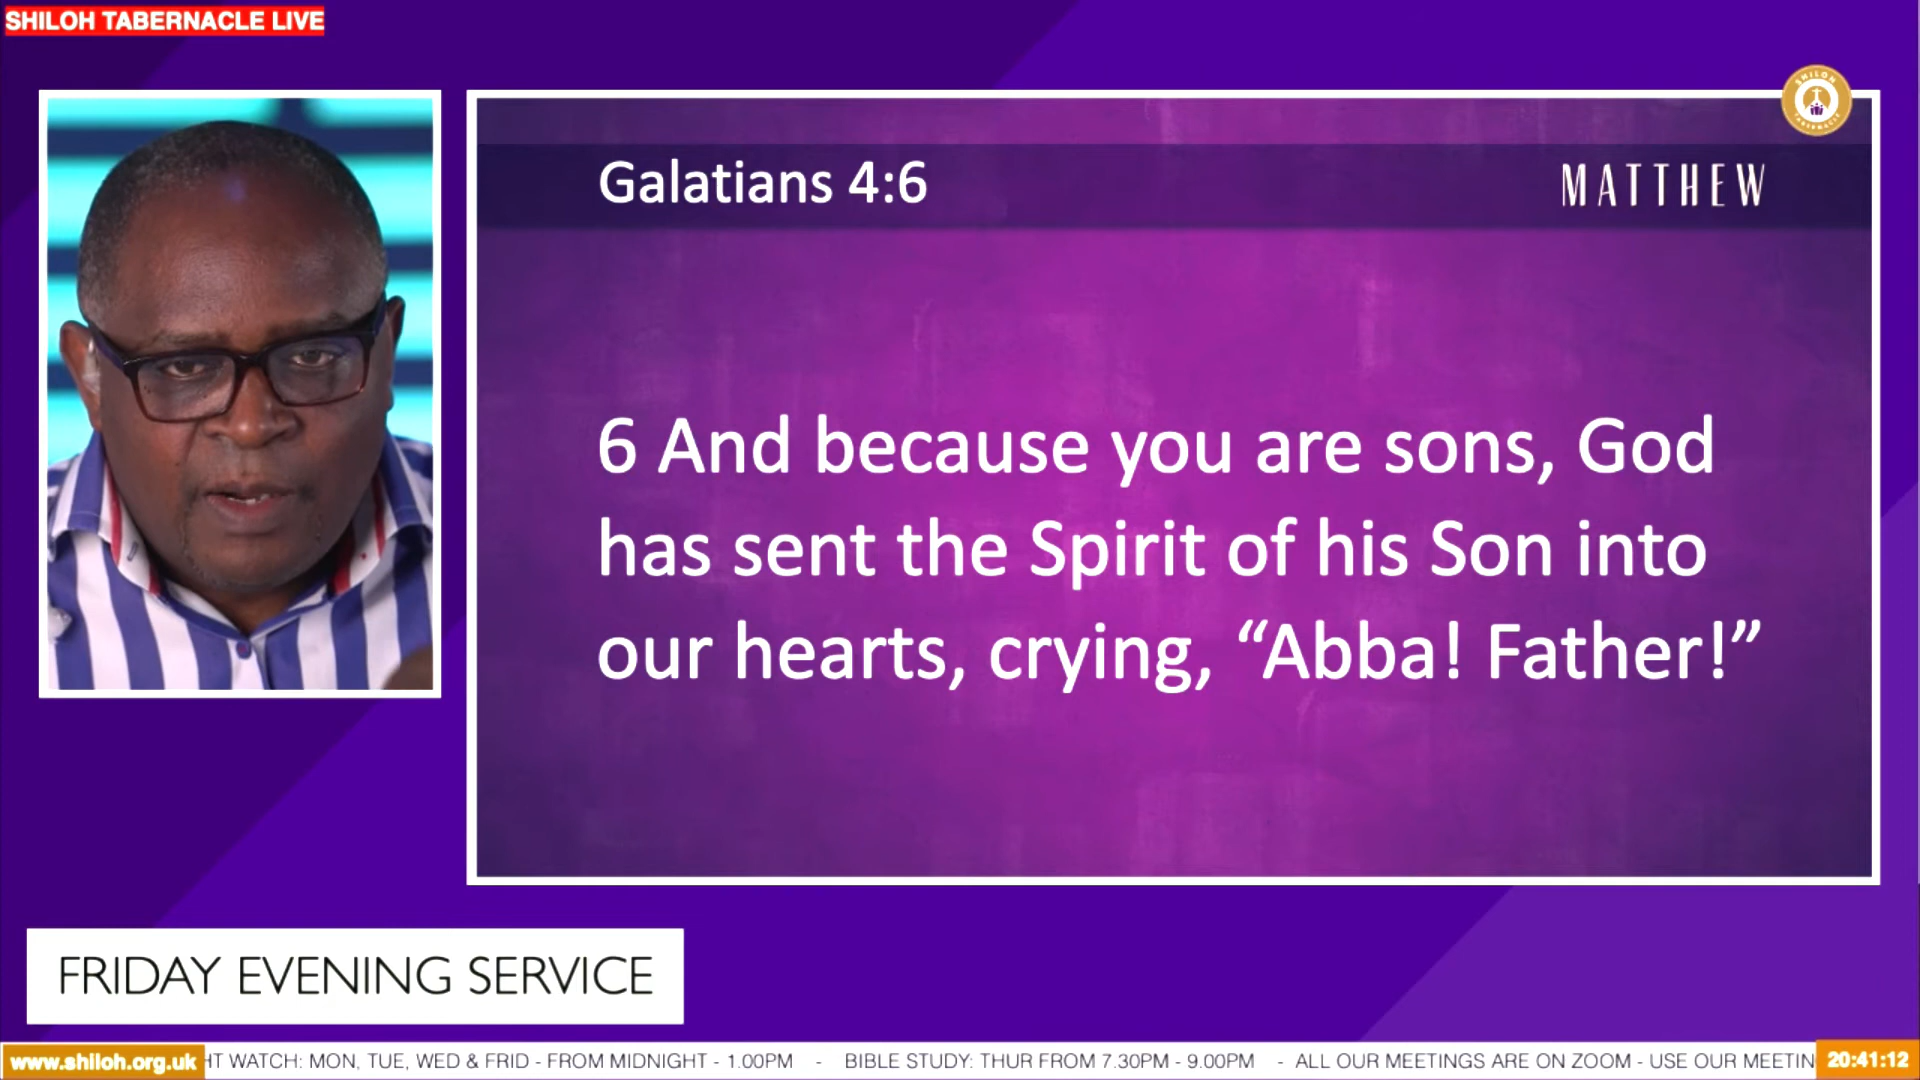 SHILOH TABERNACLE LIVE
SHILOH
TABERNACLE
Galatians 4:6
MATTHEW
6 And because you are sons, God
has sent the Spirit of his Son into
our hearts, crying, “Abba! Father!”
FRIDAY EVENING SERVICE
www.shiloh.org.uk HT WATCH: MON, TUE, WED & FRID - FROM MIDNIGHT - 1.00PM - BIBLE STUDY: THUR FROM 7.30PM - 9.00PM - ALL OUR MEETINGS ARE ON ZOOM - USE OUR MEETIN 20:41:12